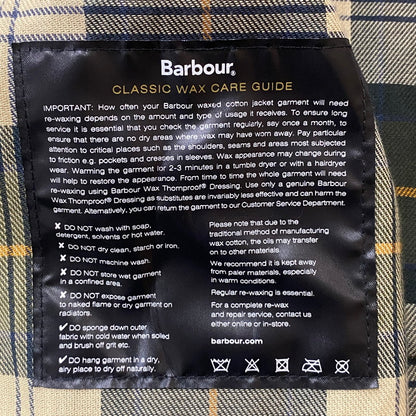 Barbour®
CLASSIC WAX CARE GUIDE
IMPORTANT: How often your Barbour waxed cotton jacket garment will need
re-waxing depends on the amount and type of usage it receives. To ensure long
service it is essential that you check the garment regularly, say once a month, to
ensure that there are no dry areas where wax may have worn away. Pay particular
attention to critical places such as the shoulders, seams and areas most subjected
to friction e.g. pockets and creases in sleeves. Wax appearance may change during
wear. Warming the garment for 2-3 minutes in a tumble dryer or with a hairdryer
will help to restore the appearance. From time to time the whole garment will need
re-waxing using Barbour Wax Thornproof® Dressing. Use only a genuine Barbour
Wax Thornproof® Dressing as substitutes are invariably less effective and can harm the
garment. Alternatively, you can return the garment to our Customer Service Department.
✘ DO NOT wash with soap,
detergent, solvents or hot water.
✘ DO NOT dry clean, starch or iron,
✘ DO NOT machine wash.
✘ DO NOT store wet garment
in a confined area.
✘ DO NOT expose garment
to naked flame or dry garment on
radiators.
✔ DO sponge down outer
fabric with cold water when soiled
and brush off grit etc.
✔ DO hang garment in a dry,
airy place to dry off naturally.
Please note that due to the
traditional method of manufacturing
wax cotton, the oils may transfer
on to other materials.
We recommend it is kept away
from paler materials, especially
in warm conditions.
Regular re-waxing is essential.
For a complete re-wax
and repair service, contact us
either online or in-store.
barbour.com